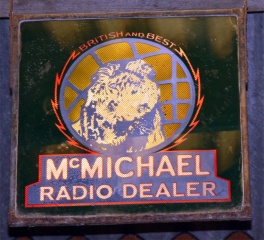 BRITISH AND BEST
McMICHAEL
RADIO DEALER